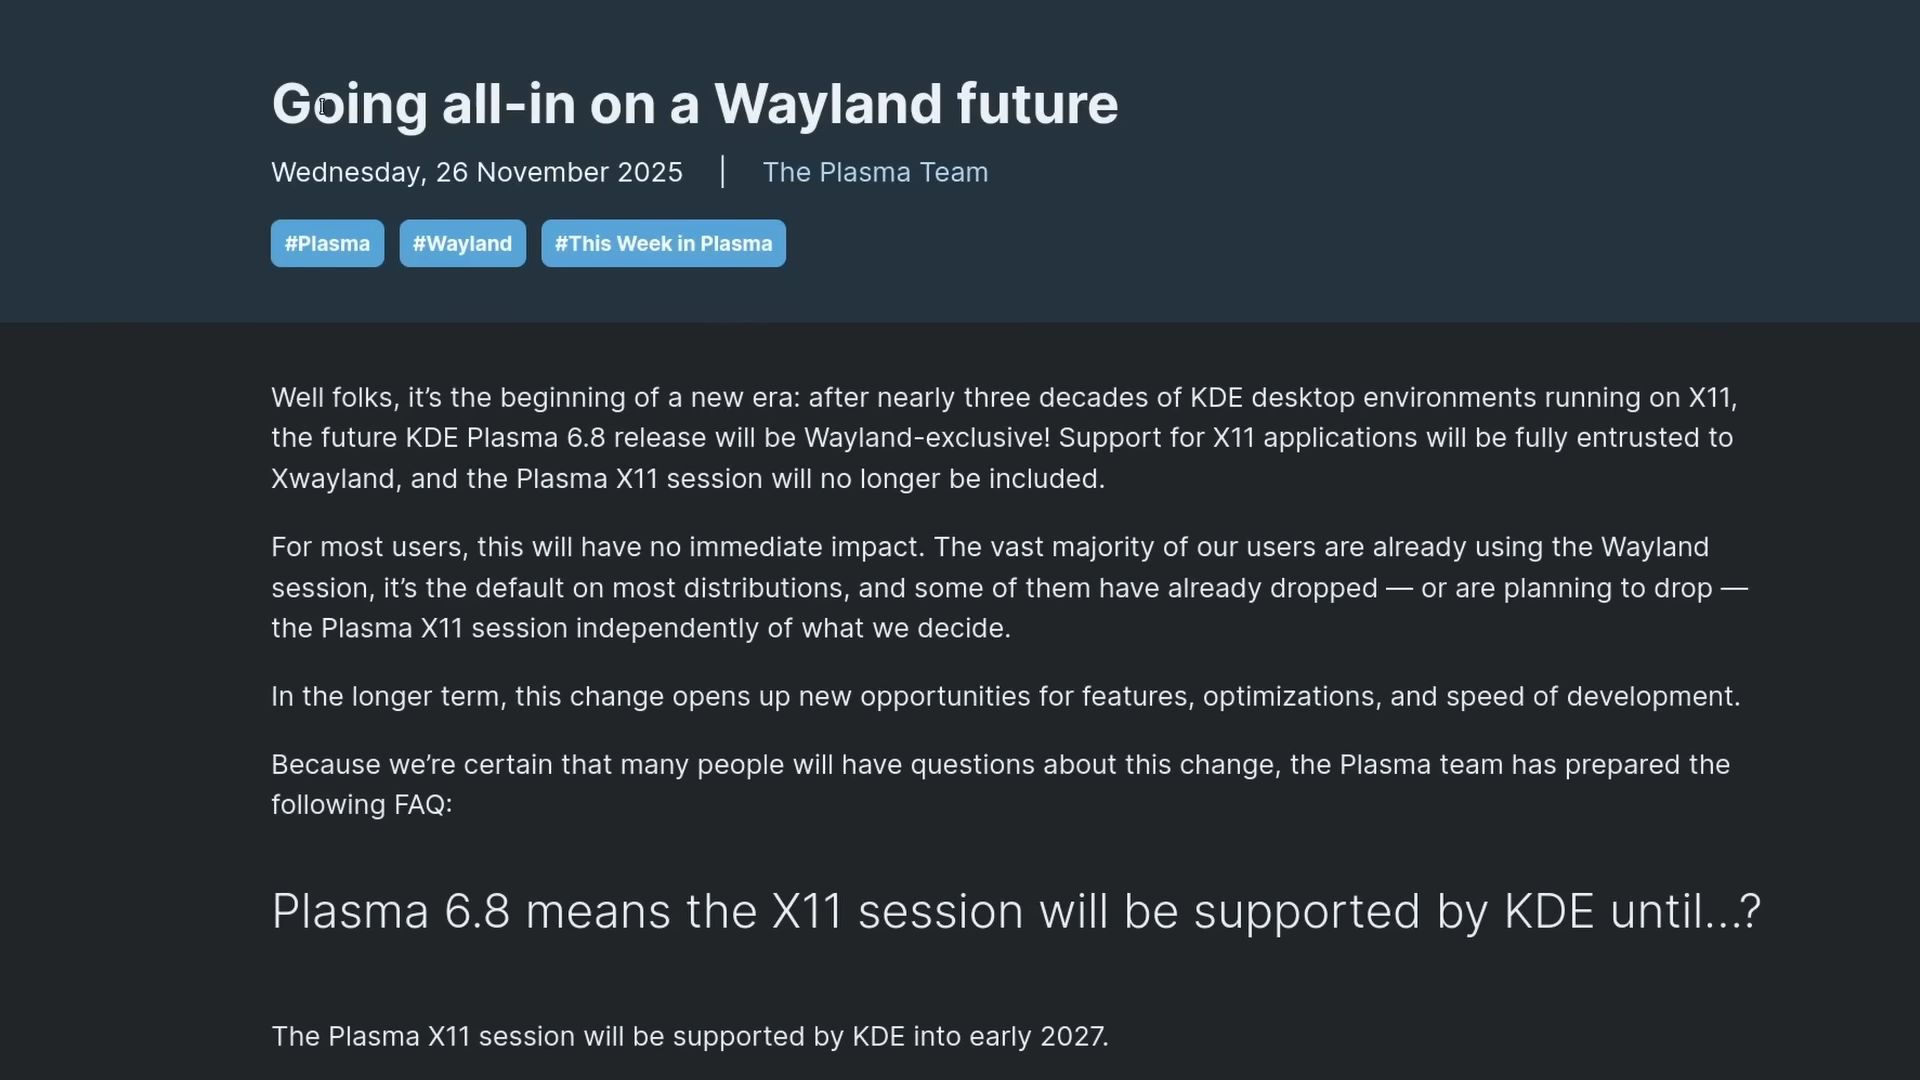 Going all-in on a Wayland future
Wednesday, 26 November 2025 | The Plasma Team
#Plasma #Wayland #This Week in Plasma
Well folks, it’s the beginning of a new era: after nearly three decades of KDE desktop environments running on X11,
the future KDE Plasma 6.8 release will be Wayland-exclusive! Support for X11 applications will be fully entrusted to
Xwayland, and the Plasma X11 session will no longer be included.
For most users, this will have no immediate impact. The vast majority of our users are already using the Wayland
session, it’s the default on most distributions, and some of them have already dropped — or are planning to drop —
the Plasma X11 session independently of what we decide.
In the longer term, this change opens up new opportunities for features, optimizations, and speed of development.
Because we’re certain that many people will have questions about this change, the Plasma team has prepared the
following FAQ:
Plasma 6.8 means the X11 session will be supported by KDE until…?
The Plasma X11 session will be supported by KDE into early 2027.